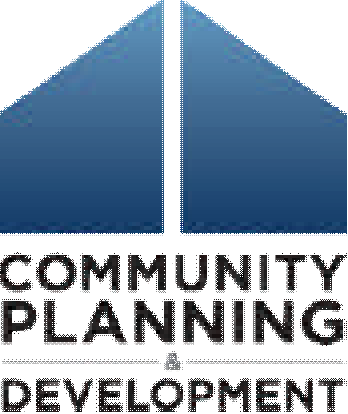 COMMUNITY
PLANNING
&
DEVELOPMENT